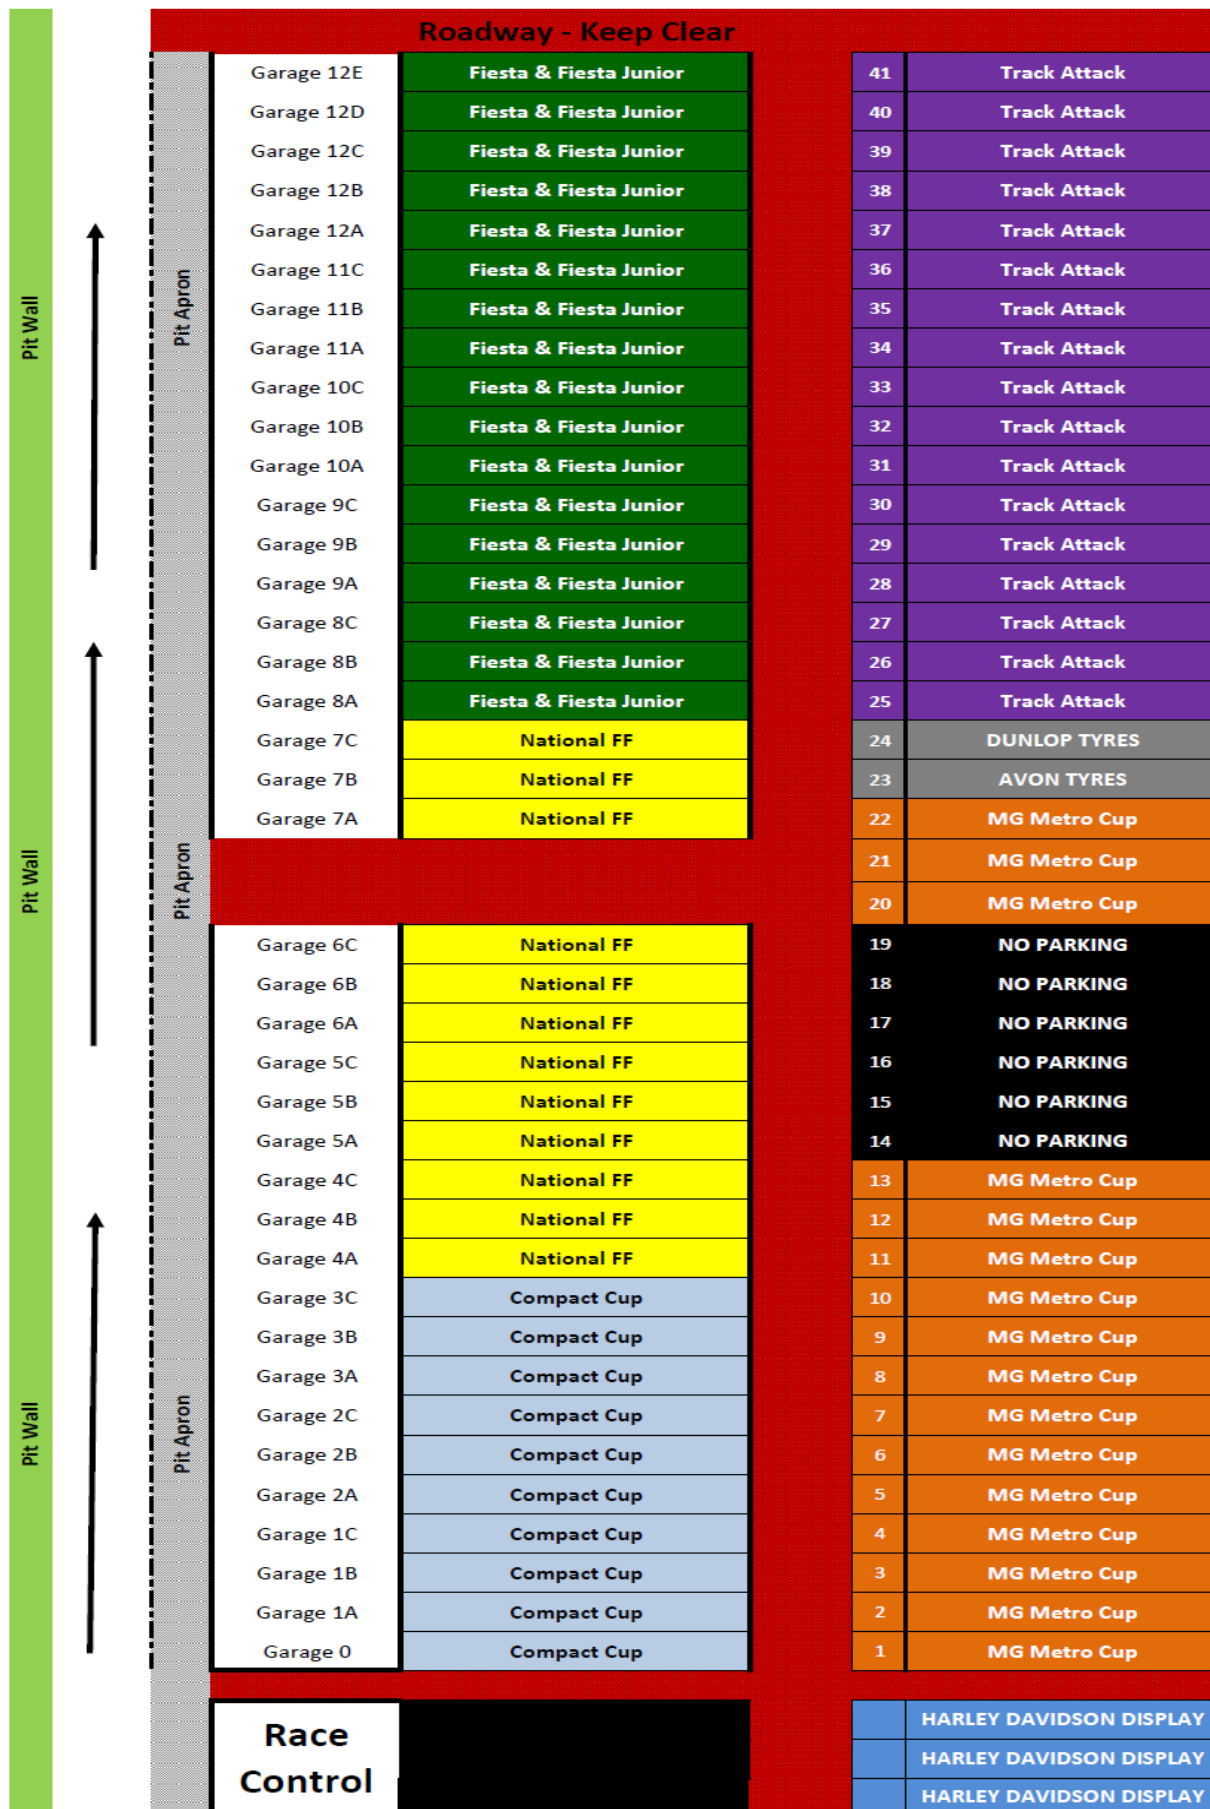 Roadway - Keep Clear
Garage 12E Fiesta & Fiesta Junior 41 Track Attack
Garage 12D Fiesta & Fiesta Junior 40 Track Attack
Garage 12C Fiesta & Fiesta Junior 39 Track Attack
Garage 12B Fiesta & Fiesta Junior 38 Track Attack
Garage 12A Fiesta & Fiesta Junior 37 Track Attack
Garage 11C Fiesta & Fiesta Junior 36 Track Attack
Pit Wall Pit Apron Garage 11B Fiesta & Fiesta Junior 35 Track Attack
Garage 11A Fiesta & Fiesta Junior 34 Track Attack
Garage 10C Fiesta & Fiesta Junior 33 Track Attack
Garage 10B Fiesta & Fiesta Junior 32 Track Attack
Garage 10A Fiesta & Fiesta Junior 31 Track Attack
Garage 9C Fiesta & Fiesta Junior 30 Track Attack
Garage 9B Fiesta & Fiesta Junior 29 Track Attack
Garage 9A Fiesta & Fiesta Junior 28 Track Attack
Garage 8C Fiesta & Fiesta Junior 27 Track Attack
Garage 8B Fiesta & Fiesta Junior 26 Track Attack
Garage 8A Fiesta & Fiesta Junior 25 Track Attack
Garage 7C National FF 24 DUNLOP TYRES
Garage 7B National FF 23 AVON TYRES
Garage 7A National FF 22 MG Metro Cup
Pit Wall Pit Apron 21 MG Metro Cup
20 MG Metro Cup
Garage 6C National FF 19 NO PARKING
Garage 6B National FF 18 NO PARKING
Garage 6A National FF 17 NO PARKING
Garage 5C National FF 16 NO PARKING
Garage 5B National FF 15 NO PARKING
Garage 5A National FF 14 NO PARKING
Garage 4C National FF 13 MG Metro Cup
Garage 4B National FF 12 MG Metro Cup
Garage 4A National FF 11 MG Metro Cup
Garage 3C Compact Cup 10 MG Metro Cup
Garage 3B Compact Cup 9 MG Metro Cup
Garage 3A Compact Cup 8 MG Metro Cup
Garage 2C Compact Cup 7 MG Metro Cup
Pit Wall Pit Apron Garage 2B Compact Cup 6 MG Metro Cup
Garage 2A Compact Cup 5 MG Metro Cup
Garage 1C Compact Cup 4 MG Metro Cup
Garage 1B Compact Cup 3 MG Metro Cup
Garage 1A Compact Cup 2 MG Metro Cup
Garage 0 Compact Cup 1 MG Metro Cup
Race
Control
HARLEY DAVIDSON DISPLAY
HARLEY DAVIDSON DISPLAY
HARLEY DAVIDSON DISPLAY